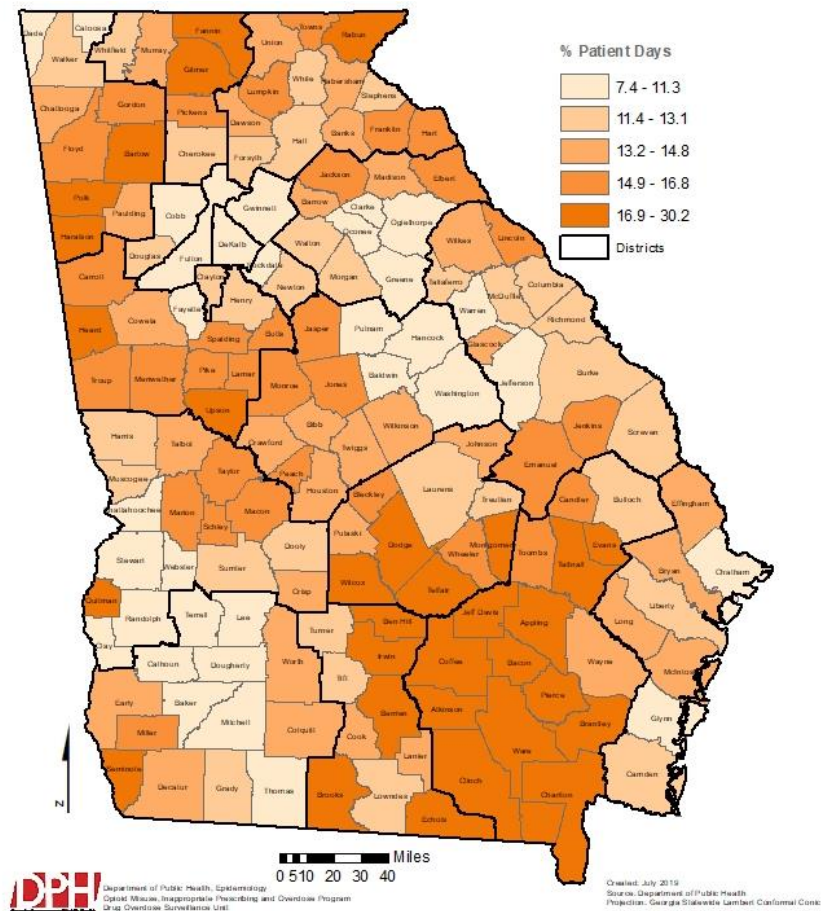 Dade
Catoosa
Whitfield
Murray
Fannin
Union
Towns
Rabun
Walker
Gilmer
White
Habersham
Stephens
Lumpkin
Chattooga
Gordon
Pickens
Dawson
Banks
Franklin
Hart
Floyd
Bartow
Cherokee
Forsyth
Hall
Jackson
Madison
Elbert
Polk
Paulding
Cobb
Gwinnett
Barrow
Clarke
Oglethorpe
Oconee
Haralson
Douglas
Fulton
DeKalb
Rockdale
Walton
Wilkes
Lincoln
Carroll
Clayton
Newton
Morgan
Greene
Taliaferro
McDuffie
Columbia
Heard
Coweta
Fayette
Henry
Warren
Richmond
Spalding
Butts
Jasper
Putnam
Hancock
Glascock
Jefferson
Burke
Troup
Meriwether
Pike
Lamar
Monroe
Jones
Baldwin
Washington
Upson
Jenkins
Screven
Harris
Talbot
Crawford
Bibb
Twiggs
Wilkinson
Johnson
Emanuel
Muscogee
Taylor
Peach
Houston
Bleckley
Laurens
Treutlen
Candler
Bulloch
Effingham
Chattahoochee
Marion
Schley
Macon
Pulaski
Dodge
Wheeler
Montgomery
Toombs
Tattnall
Evans
Bryan
Chatham
Stewart
Webster
Sumter
Dooly
Crisp
Wilcox
Telfair
Liberty
Long
Quitman
Randolph
Terrell
Lee
Clay
Turner
Ben Hill
Irwin
Jeff Davis
Appling
Coffee
Bacon
Wayne
McIntosh
Calhoun
Dougherty
Worth
Tift
Early
Baker
Mitchell
Miller
Colquitt
Cook
Berrien
Atkinson
Pierce
Brantley
Ware
Glynn
Seminole
Decatur
Grady
Thomas
Brooks
Lanier
Lowndes
Clinch
Charlton
Camden
Echols
% Patient Days
7.4 - 11.3
11.4 - 13.1
13.2 - 14.8
14.9 - 16.8
16.9 - 30.2
Districts
N
Miles
0 5 10 20 30 40
DPH
Department of Public Health, Epidemiology
Opioid Misuse, Inappropriate Prescribing and Overdose Program
Drug Overdose Surveillance Unit
Created: July 2019
Source: Department of Public Health
Projection: Georgia Statewide Lambert Conformal Conic